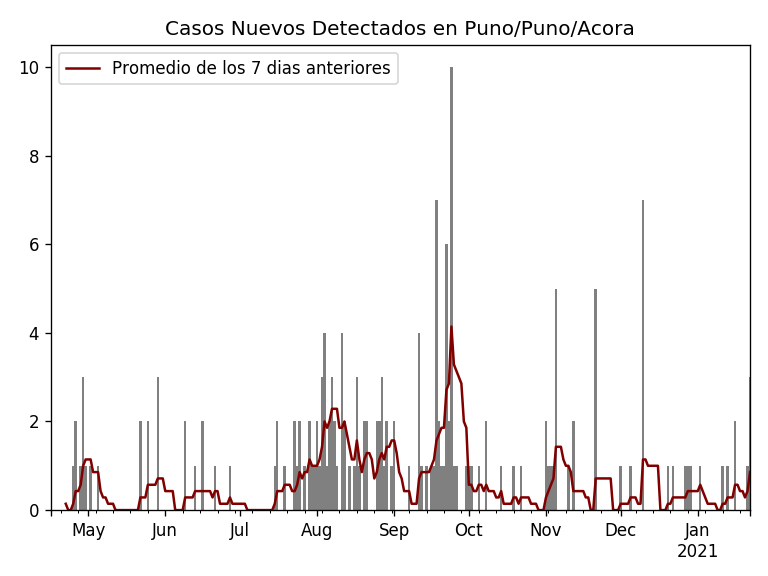 Casos Nuevos Detectados en Puno/Puno/Acora
Promedio de los 7 dias anteriores
10
8
6
4
2
0
May Jun Jul Aug Sep Oct Nov Dec Jan
2021